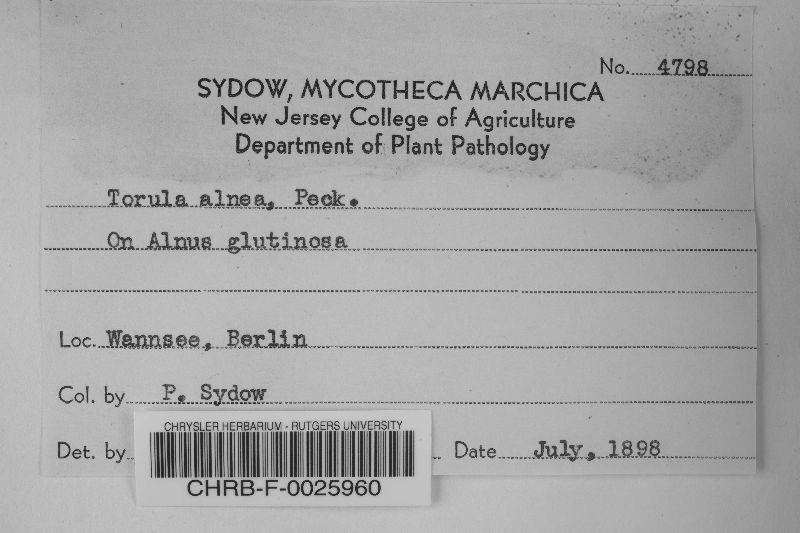 No. 4798
SYDOW, MYCOTHECA MARCHICA
New Jersey College of Agriculture
Department of Plant Pathology
Torula alnea, Peck.
On Alnus glutinosa
Loc. Wannsee, Berlin
Col. by P. Sydow
Det. by Date July, 1898
CHRYSLER HERBARIUM - RUTGERS UNIVERSITY
CHRB-F-0025960